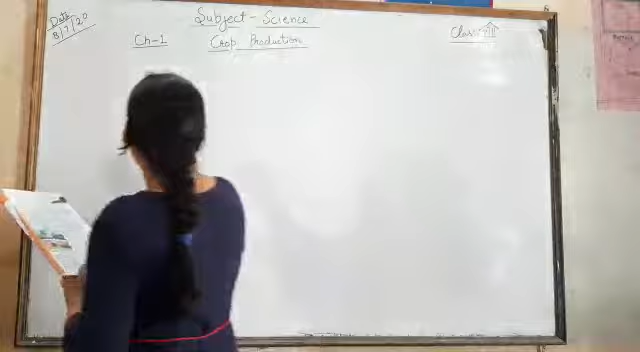 Date
8/7/20
Subject - Science
Ch-1 Crop Production
Class-VIII